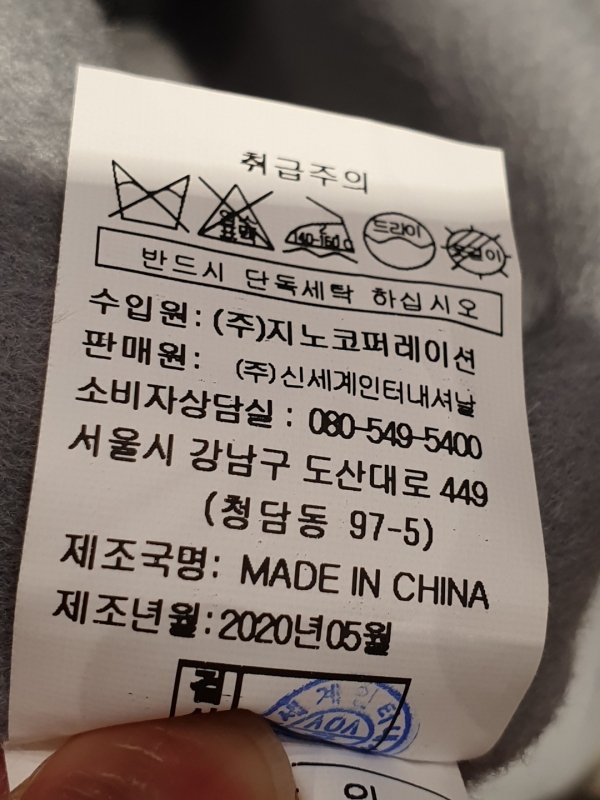 취급주의
염소
표백
140-160℃
드라이
옷걸이
반드시 단독세탁 하십시오
수입원: (주)지노코퍼레이션
판매원: (주)신세계인터내셔날
소비자상담실 : 080-549-5400
서울시 강남구 도산대로 449
(청담동 97-5)
제조국명: MADE IN CHINA
제조년월:2020년05월
VOV
인